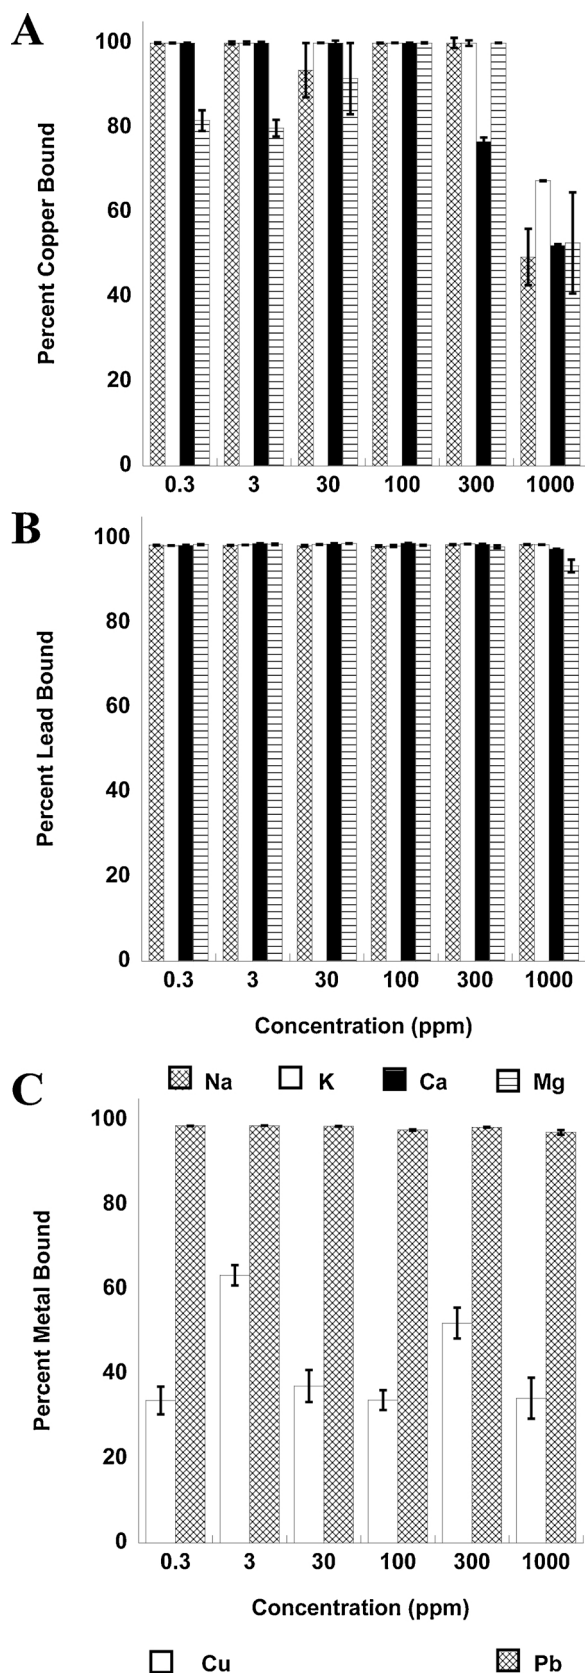 A
Percent Copper Bound
100
80
60
40
20
0
0.3 3 30 100 300 1000
B
Percent Lead Bound
100
80
60
40
20
0
0.3 3 30 100 300 1000
Concentration (ppm)
Na K Ca Mg
C
Percent Metal Bound
100
80
60
40
20
0
0.3 3 30 100 300 1000
Concentration (ppm)
Cu Pb